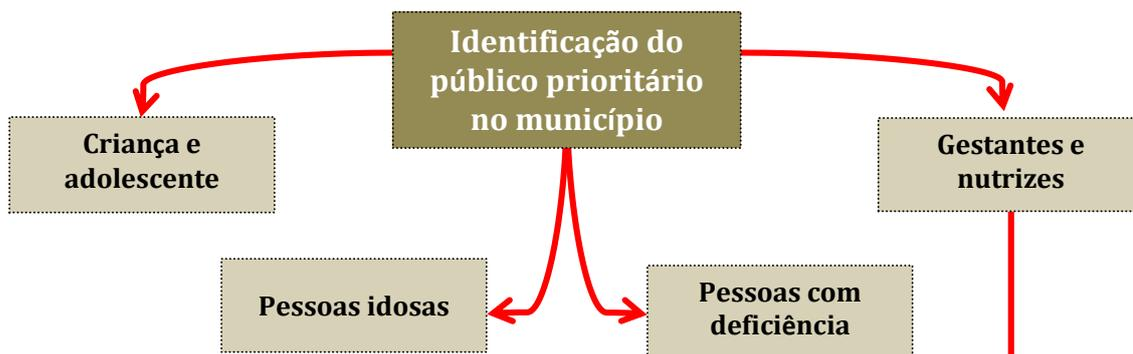 Identificação do
público prioritário
no município
Criança e
adolescente
Gestantes e
nutrizes
Pessoas idosas
Pessoas com
deficiência